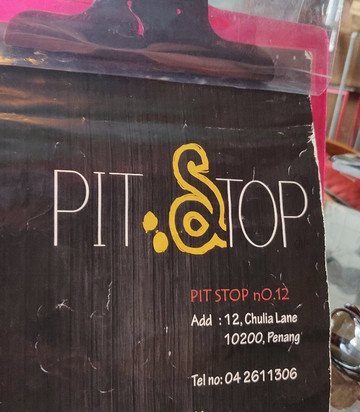 PIT STOP
PIT STOP nO.12
Add : 12, Chulia Lane
10200, Penang
Tel no: 04 2611306